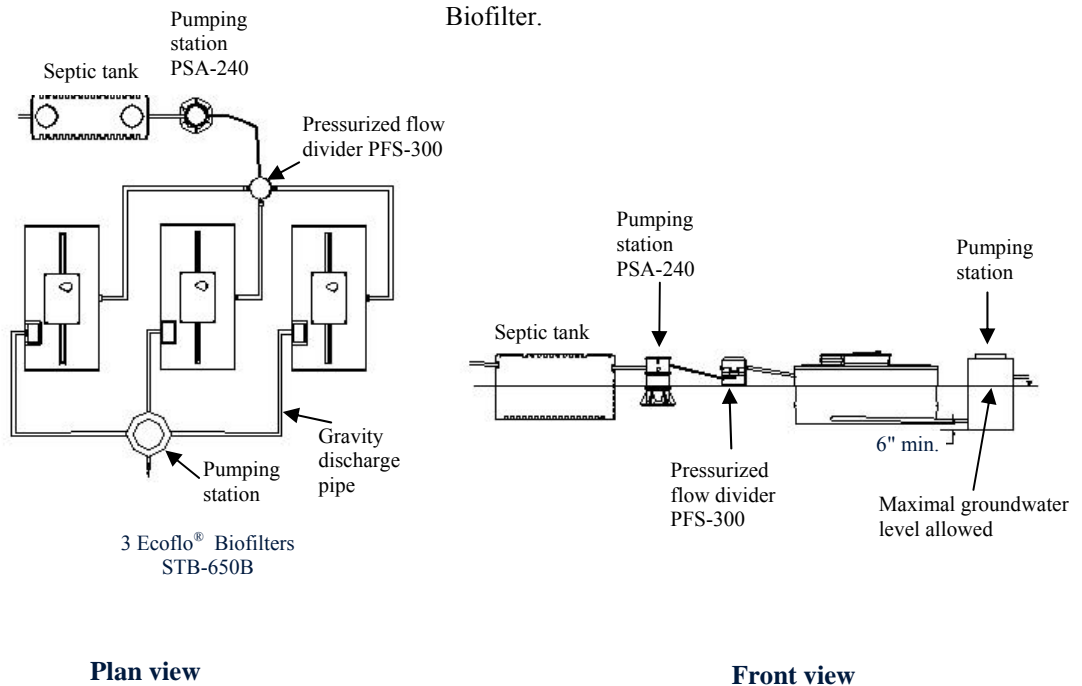 Biofilter.
Pumping
station
PSA-240
Septic tank
Pressurized flow
divider PFS-300
Gravity
discharge
pipe
Pumping
station
3 Ecoflo® Biofilters
STB-650B
Plan view
Pumping
station
PSA-240
Pumping
station
Septic tank
6" min.
Pressurized
flow divider
PFS-300
Maximal groundwater
level allowed
Front view